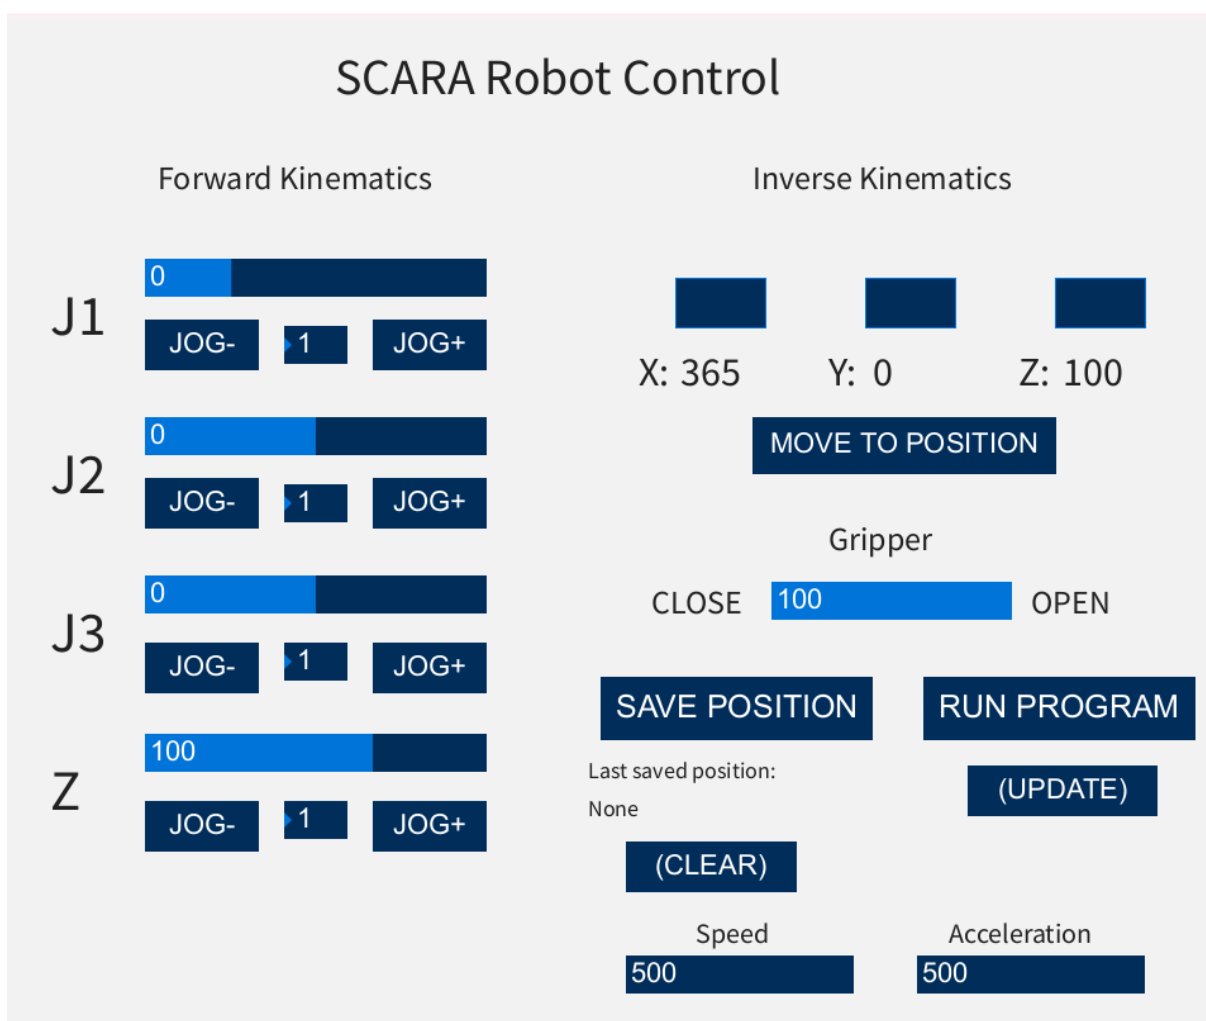 SCARA Robot Control
Forward Kinematics
J1
0
JOG-
1
JOG+
J2
0
JOG-
1
JOG+
J3
0
JOG-
1
JOG+
Z
100
JOG-
1
JOG+
Inverse Kinematics
X: 365
Y: 0
Z: 100
MOVE TO POSITION
Gripper
CLOSE
100
OPEN
SAVE POSITION
RUN PROGRAM
Last saved position:
None
(UPDATE)
(CLEAR)
Speed
500
Acceleration
500